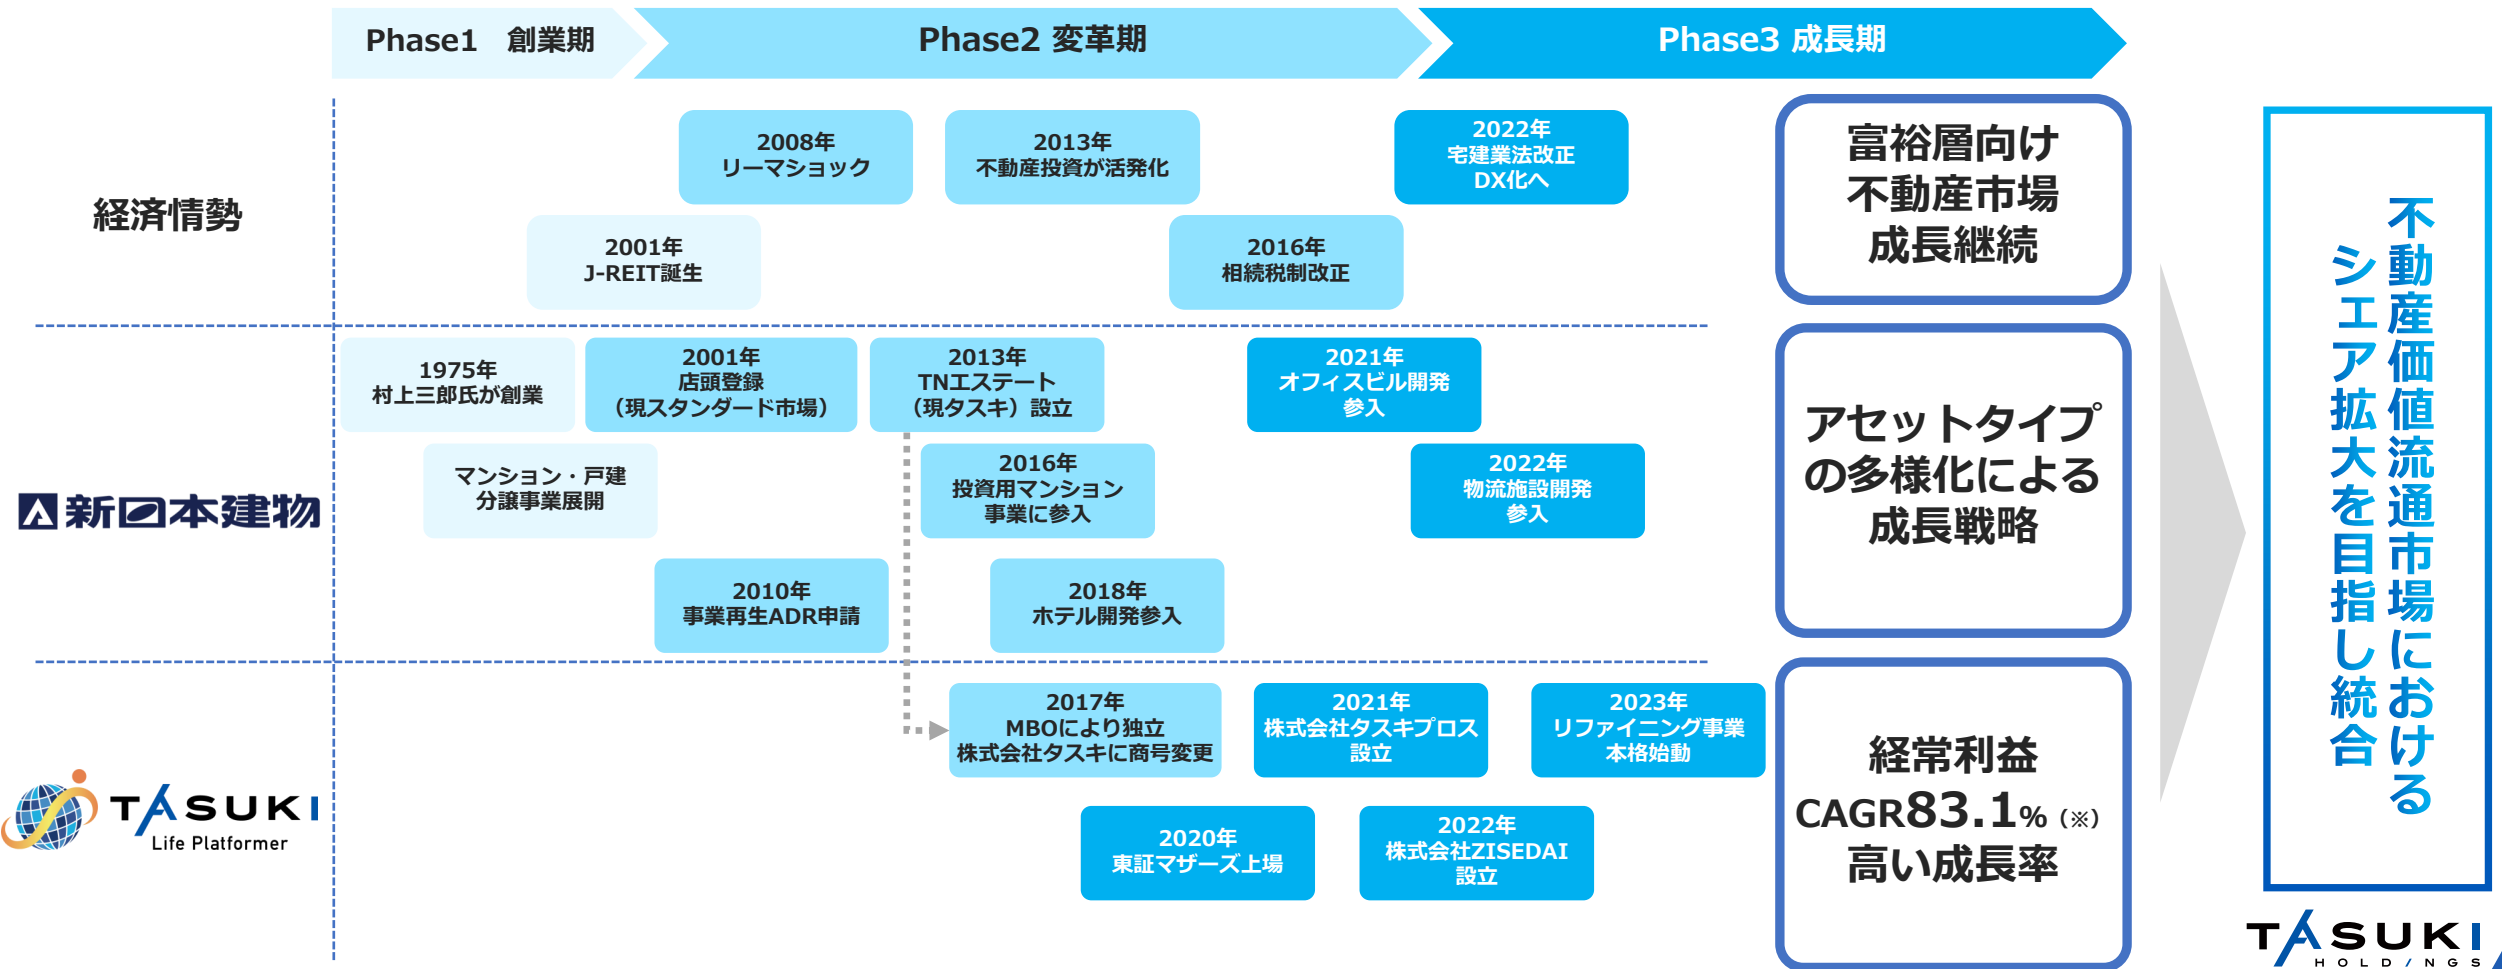 Phase1　創業期
Phase2 変革期
Phase3 成長期
経済情勢
2008年
リーマショック
2013年
不動産投資が活発化
2022年
宅建業法改正
DX化へ
2001年
J-REIT誕生
2016年
相続税制改正
富裕層向け
不動産市場
成長継続
新日本建物
1975年
村上三郎氏が創業
2001年
店頭登録
（現スタンダード市場）
2013年
TNエステート
（現タスキ）設立
2021年
オフィスビル開発
参入
マンション・戸建
分譲事業展開
2016年
投資用マンション
事業に参入
2022年
物流施設開発
参入
2010年
事業再生ADR申請
2018年
ホテル開発参入
アセットタイプ
の多様化による
成長戦略
TASUKI
Life Platformer
2017年
MBOにより独立
株式会社タスキに商号変更
2021年
株式会社タスキプロス
設立
2023年
リファイニング事業
本格始動
2020年
東証マザーズ上場
2022年
株式会社ZISEDAI
設立
経常利益
CAGR83.1%（※）
高い成長率
不動産価値流通市場における
シェア拡大を目指し統合
TASUKI
HOLDINGS